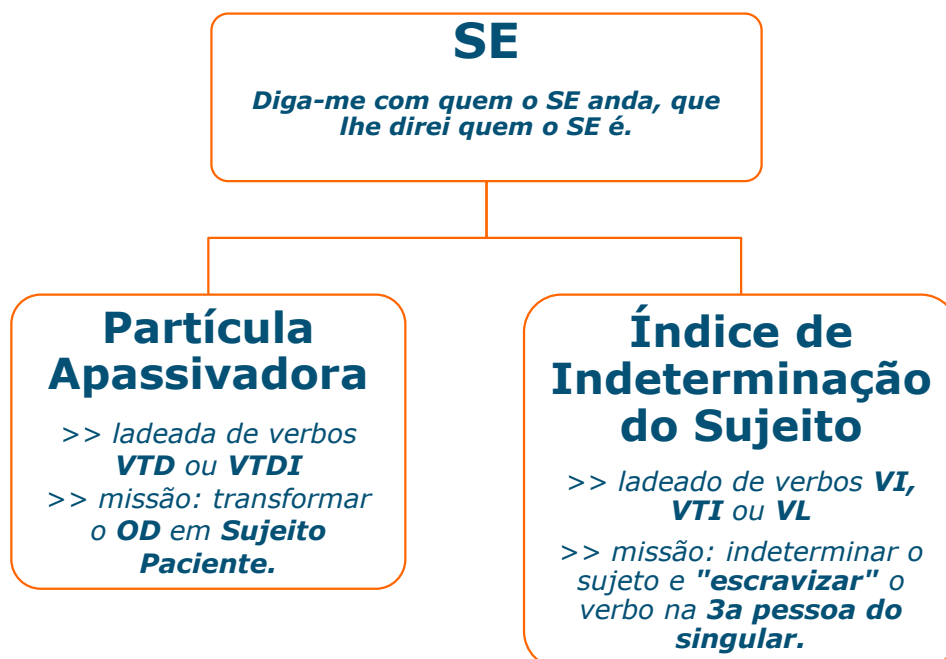 SE
Diga-me com quem o SE anda, que
lhe direi quem o SE é.
Partícula
Apassivadora
>> ladeada de verbos
VTD ou VTDI
>> missão: transformar
o OD em Sujeito
Paciente.
Índice de
Indeterminação
do Sujeito
>> ladeado de verbos VI,
VTI ou VL
>> missão: indeterminar o
sujeto e "escravizar" o
verbo na 3a pessoa do
singular.